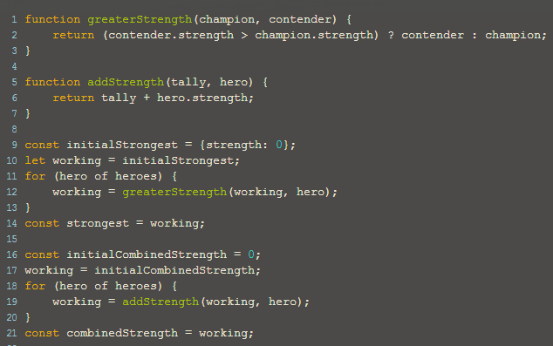 1 function greaterStrength(champion, contender) {
2     return (contender.strength > champion.strength) ? contender : champion;
3 }
4
5 function addStrength(tally, hero) {
6     return tally + hero.strength;
7 }
8
9 const initialStrongest = {strength: 0};
10 let working = initialStrongest;
11 for (hero of heroes) {
12     working = greaterStrength(working, hero);
13 }
14 const strongest = working;
15
16 const initialCombinedStrength = 0;
17 working = initialCombinedStrength;
18 for (hero of heroes) {
19     working = addStrength(working, hero);
20 }
21 const combinedStrength = working;